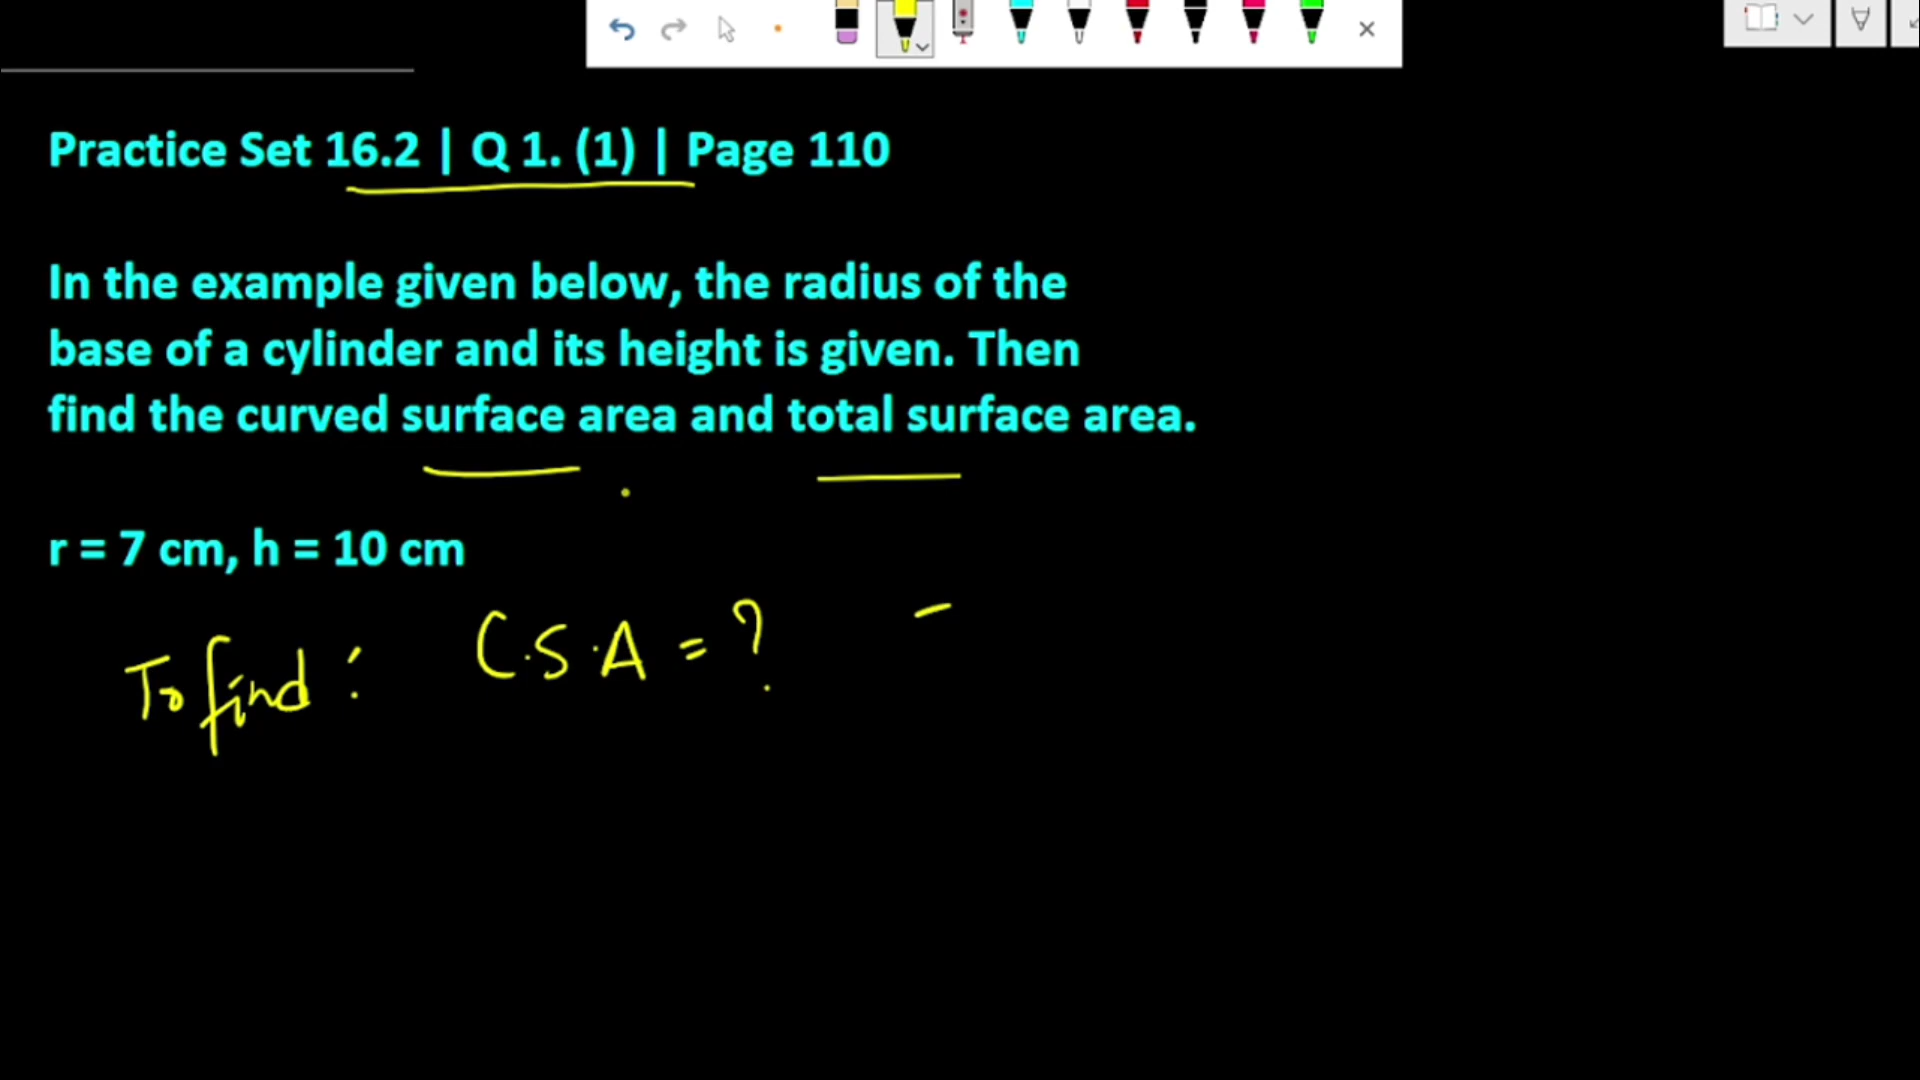 Practice Set 16.2 | Q 1. (1) | Page 110
In the example given below, the radius of the
base of a cylinder and its height is given. Then
find the curved surface area and total surface area.
r = 7 cm, h = 10 cm
To find : C.S.A = ?